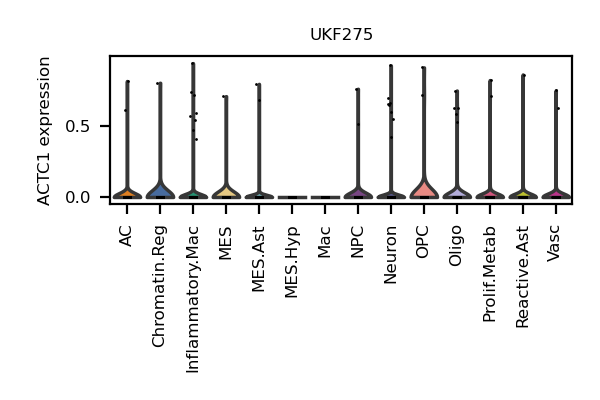 UKF275
ACTC1 expression
0.5
0.0
AC
Chromatin.Reg
Inflammatory.Mac
MES
MES.Ast
MES.Hyp
Mac
NPC
Neuron
OPC
Oligo
Prolif.Metab
Reactive.Ast
Vasc